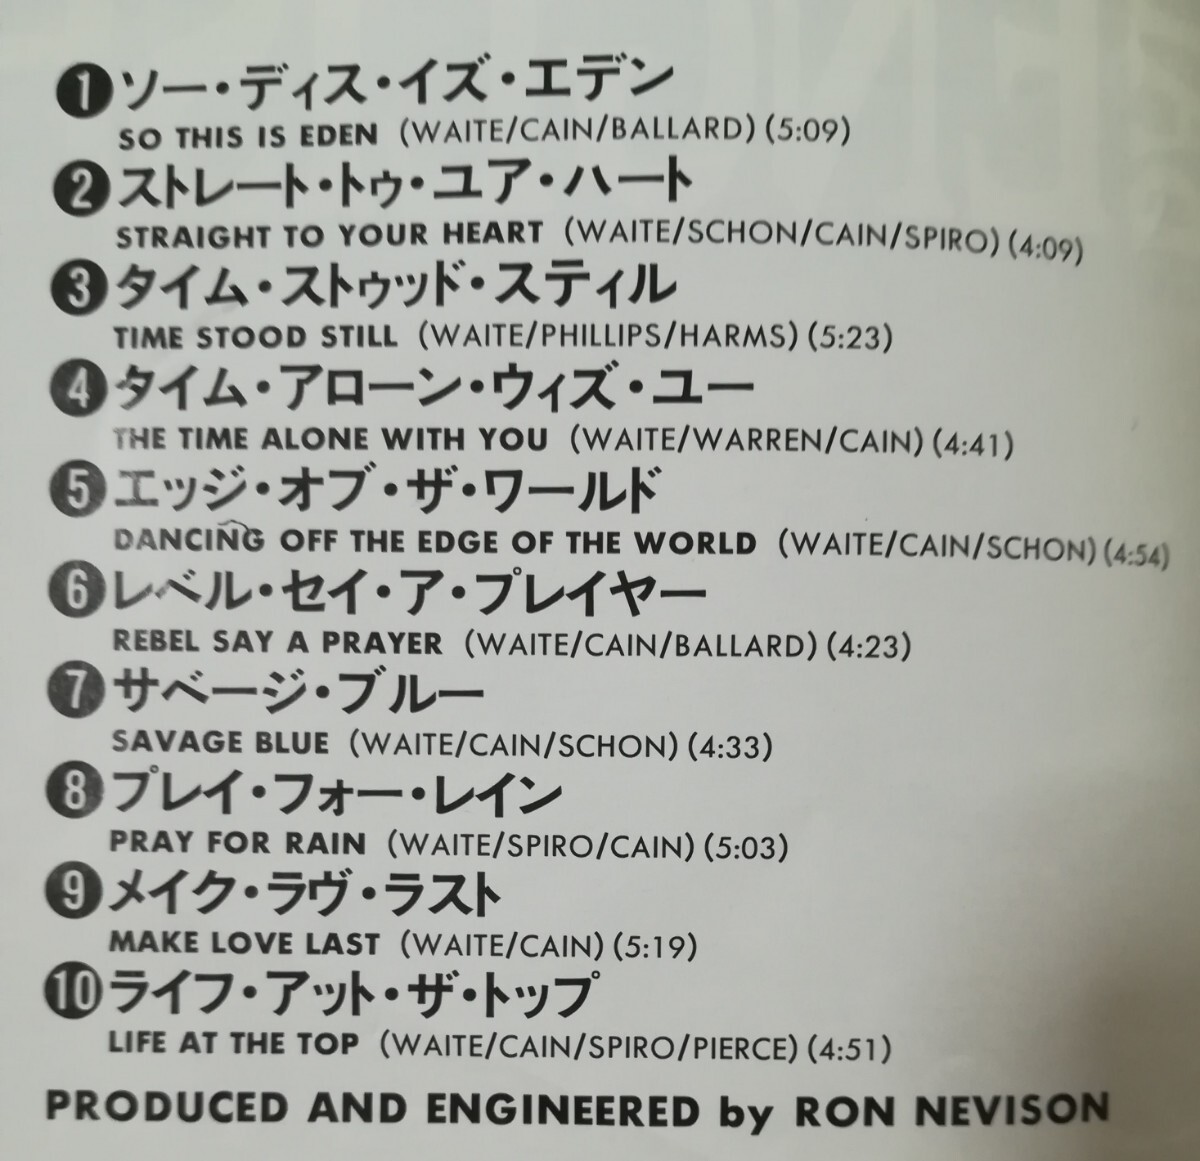 1 ソー・ディス・イズ・エデン
SO THIS IS EDEN (WAITE/CAIN/BALLARD) (5:09)
2 ストレート・トゥ・ユア・ハート
STRAIGHT TO YOUR HEART (WAITE/SCHON/CAIN/SPIRO) (4:09)
3 タイム・ストゥッド・スティル
TIME STOOD STILL (WAITE/PHILLIPS/HARMS) (5:23)
4 タイム・アローン・ウィズ・ユー
THE TIME ALONE WITH YOU (WAITE/WARREN/CAIN) (4:41)
5 エッジ・オブ・ザ・ワールド
DANCING OFF THE EDGE OF THE WORLD (WAITE/CAIN/SCHON) (4:54)
6 レベル・セイ・ア・プレイヤー
REBEL SAY A PRAYER (WAITE/CAIN/BALLARD) (4:23)
7 サベージ・ブルー
SAVAGE BLUE (WAITE/CAIN/SCHON) (4:33)
8 プレイ・フォー・レイン
PRAY FOR RAIN (WAITE/SPIRO/CAIN) (5:03)
9 メイク・ラヴ・ラスト
MAKE LOVE LAST (WAITE/CAIN) (5:19)
10 ライフ・アット・ザ・トップ
LIFE AT THE TOP (WAITE/CAIN/SPIRO/PIERCE) (4:51)
PRODUCED AND ENGINEERED by RON NEVISON